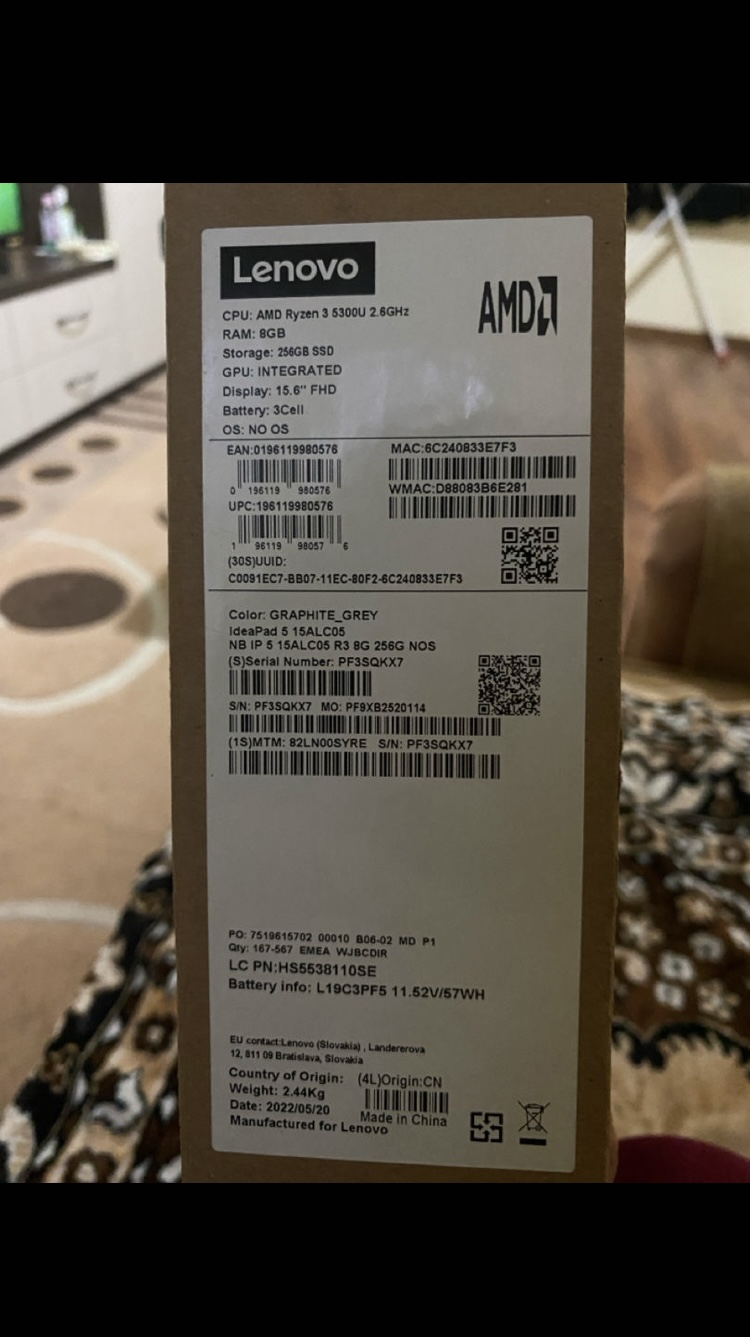 Lenovo
AMD
CPU: AMD Ryzen 3 5300U 2.6GHz
RAM: 8GB
Storage: 256GB SSD
GPU: INTEGRATED
Display: 15.6" FHD
Battery: 3Cell
OS: NO OS
EAN:0196119980576
0 196119 980576
MAC:6C240833E7F3
WMAC:D88083B6E281
UPC:196119980576
1 96119 98057 6
(30S)UUID:
C0091EC7-BB07-11EC-80F2-6C240833E7F3
Color: GRAPHITE_GREY
IdeaPad 5 15ALC05
NB IP 5 15ALC05 R3 8G 256G NOS
(S)Serial Number: PF3SQKX7
S/N: PF3SQKX7 MO: PF9XB2520114
(1S)MTM: 82LN00SYRE S/N: PF3SQKX7
PO: 7519615702 00010 B06-02 MD P1
Qty: 167-567 EMEA WJBCDIR
LC PN:HS5538110SE
Battery info: L19C3PF5 11.52V/57WH
EU contact:Lenovo (Slovakia) , Landererova
12, 811 09 Bratislava, Slovakia
Country of Origin: (4L)Origin:CN
Weight: 2.44Kg
Date: 2022/05/20
Made in China
Manufactured for Lenovo